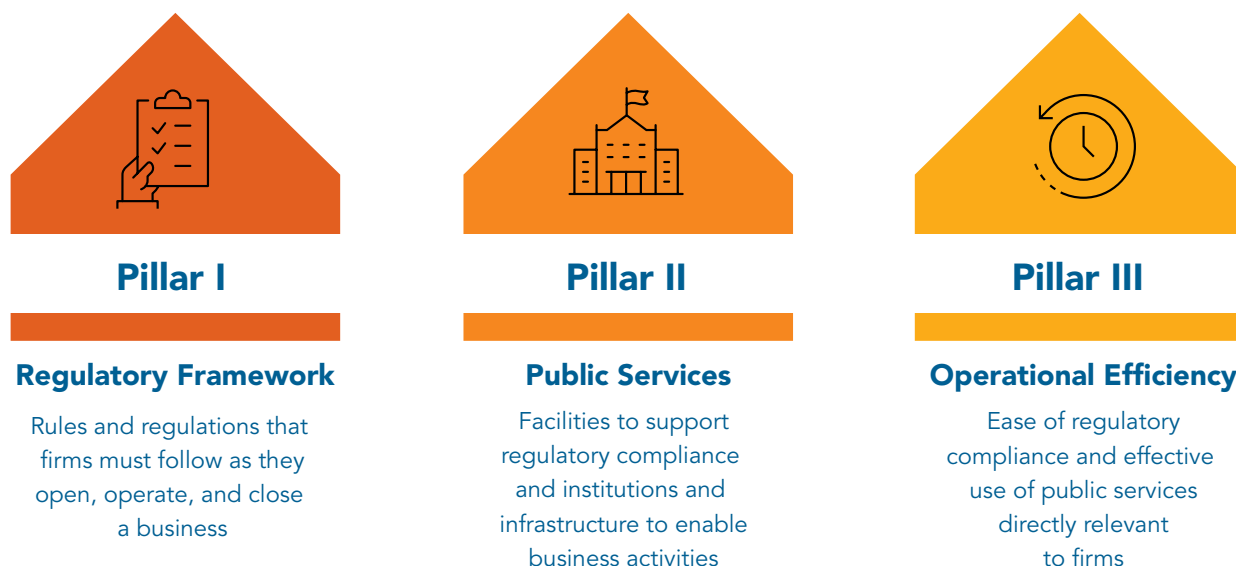 Pillar I
Regulatory Framework
Rules and regulations that
firms must follow as they
open, operate, and close
a business
Pillar II
Public Services
Facilities to support
regulatory compliance
and institutions and
infrastructure to enable
business activities
Pillar III
Operational Efficiency
Ease of regulatory
compliance and effective
use of public services
directly relevant
to firms